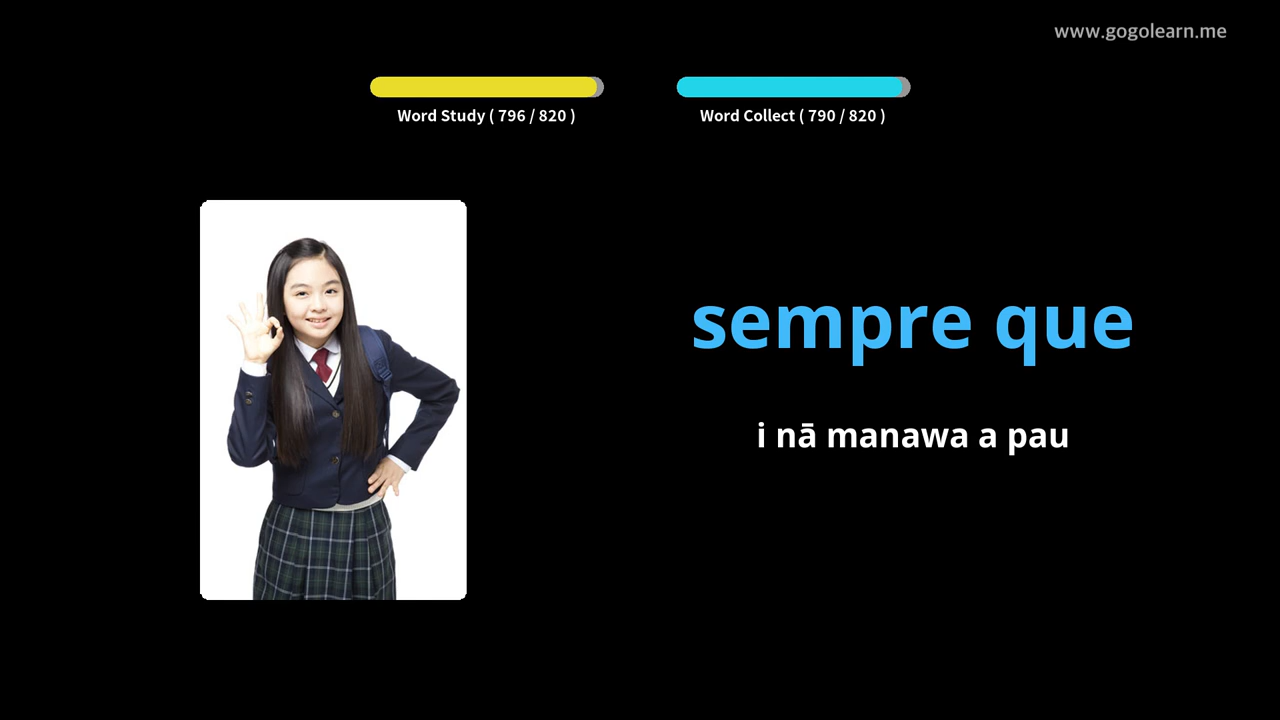 www.gogolearn.me
Word Study ( 796 / 820 )
Word Collect ( 790 / 820 )
sempre que
i nā manawa a pau